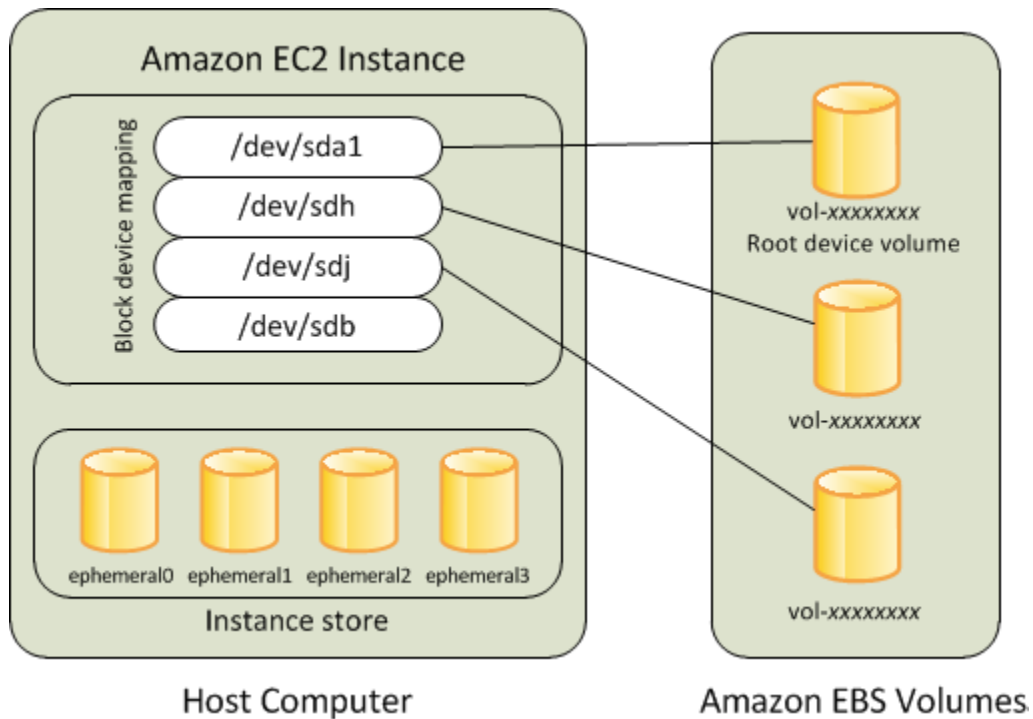 Amazon EC2 Instance
Block device mapping
/dev/sda1
/dev/sdh
/dev/sdj
/dev/sdb
ephemeral0
ephemeral1
ephemeral2
ephemeral3
Instance store
Host Computer
vol-xxxxxxxx
Root device volume
vol-xxxxxxxx
vol-xxxxxxxx
Amazon EBS Volumes